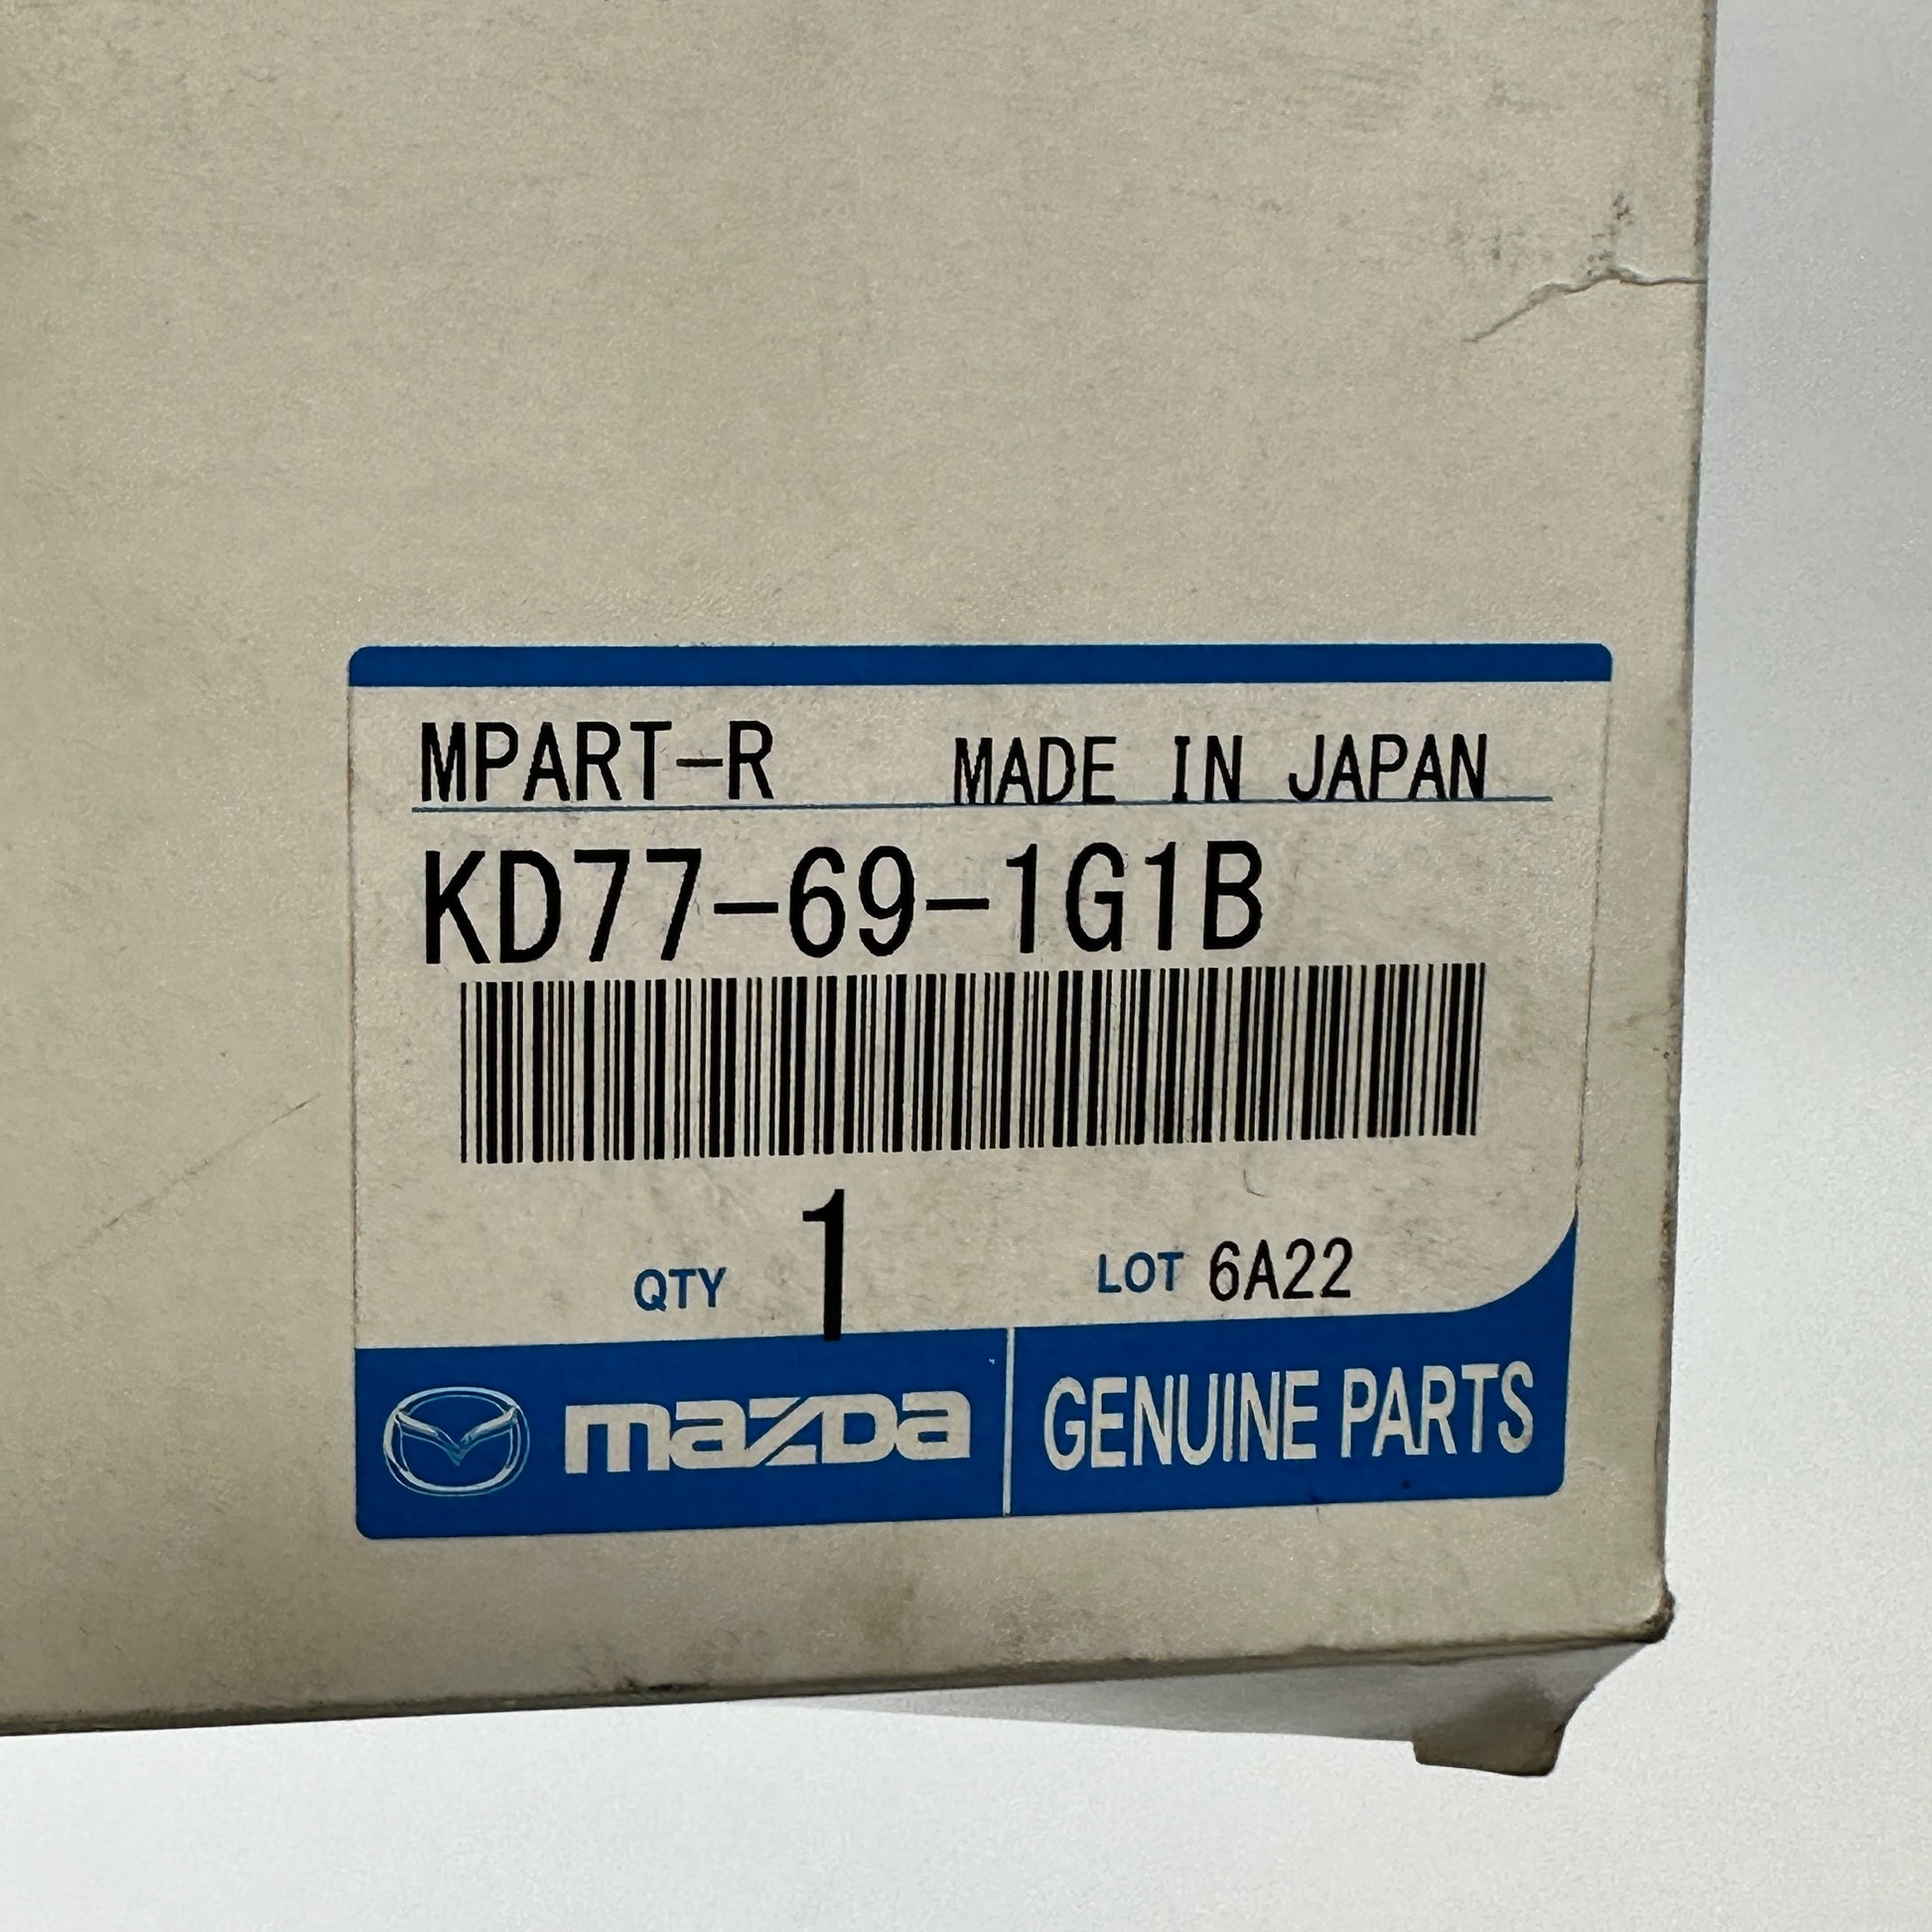 MPART-R MADE IN JAPAN
KD77-69-1G1B
QTY 1 LOT 6A22
mazda GENUINE PARTS